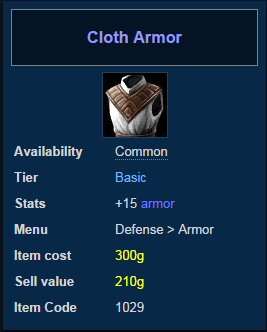 Cloth Armor
Availability Common
Tier Basic
Stats +15 armor
Menu Defense > Armor
Item cost 300g
Sell value 210g
Item Code 1029